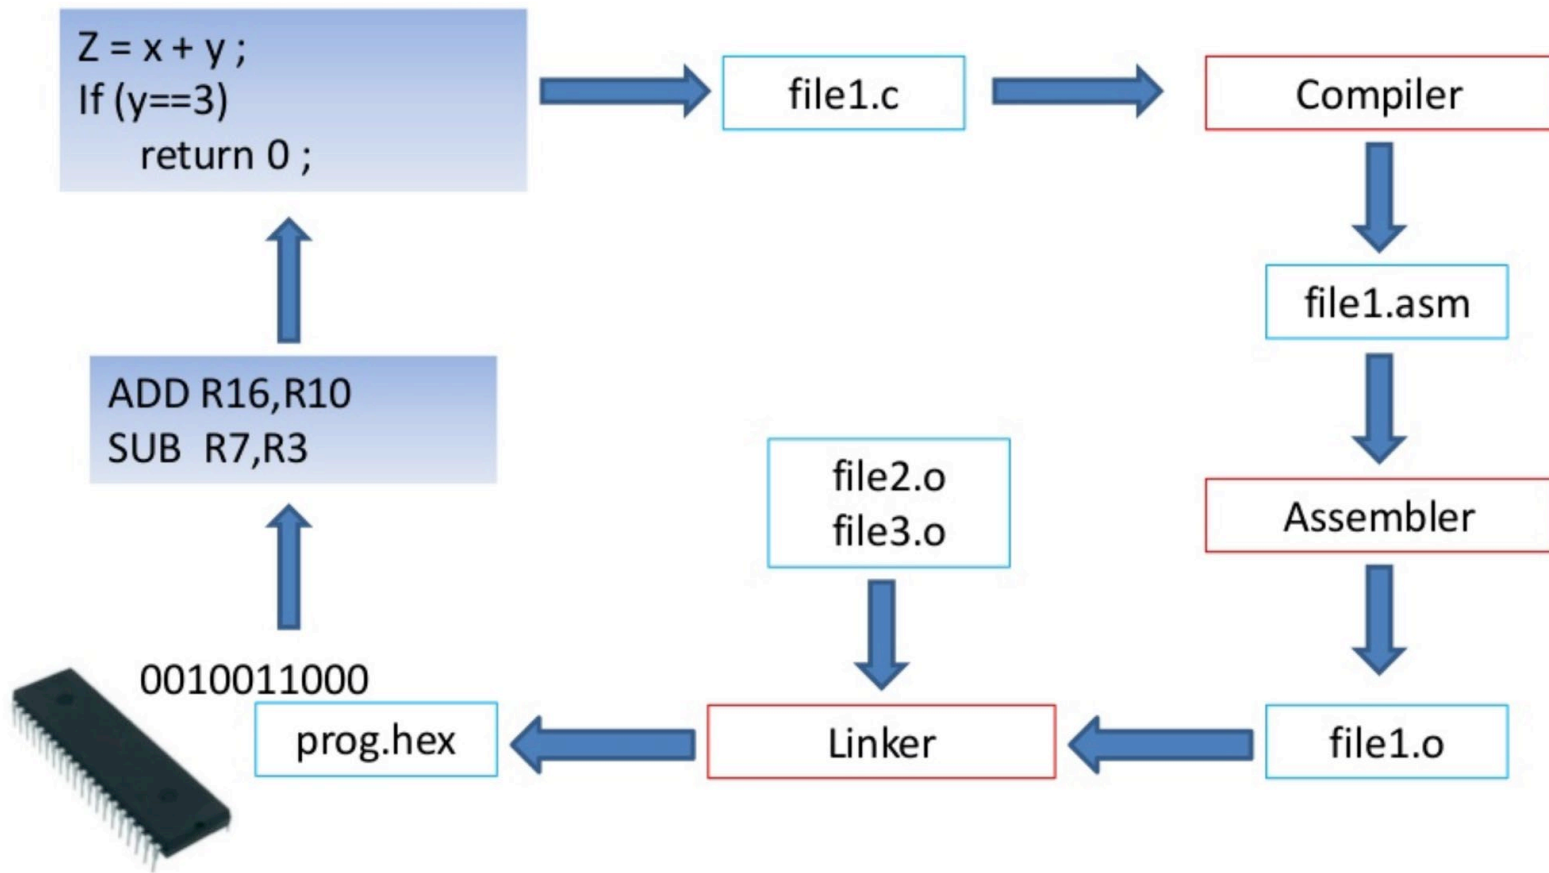 Z = x + y ;
If (y==3)
return 0 ;
file1.c
Compiler
file1.asm
ADD R16,R10
SUB R7,R3
file2.o
file3.o
Assembler
0010011000
prog.hex
Linker
file1.o